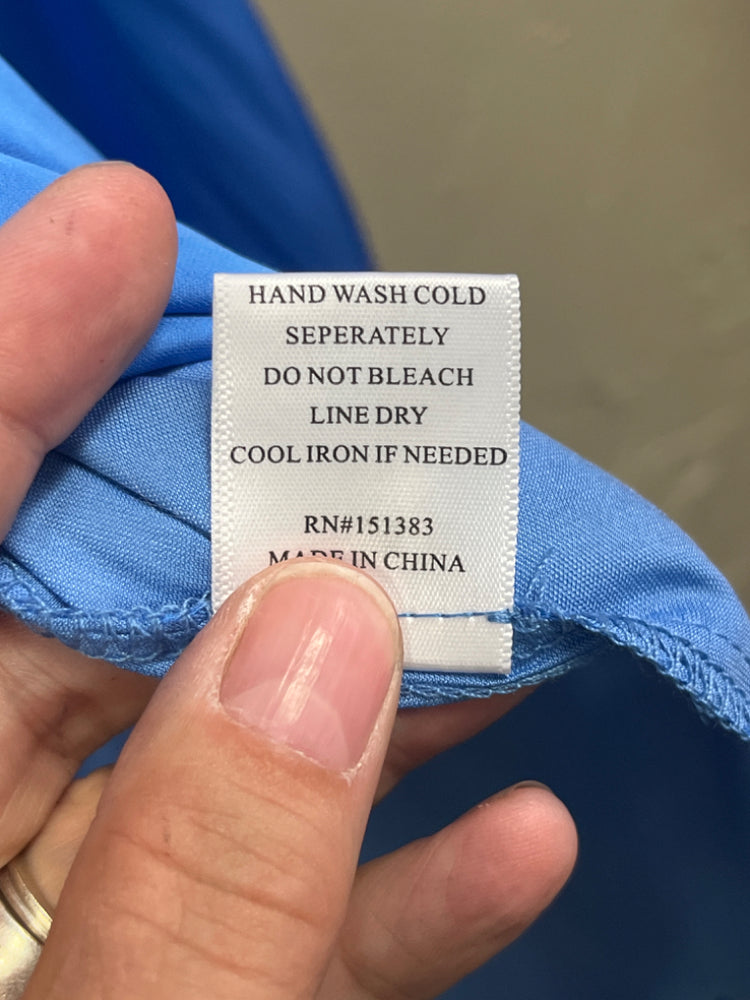 HAND WASH COLD
SEPERATELY
DO NOT BLEACH
LINE DRY
COOL IRON IF NEEDED
RN#151383
MADE IN CHINA